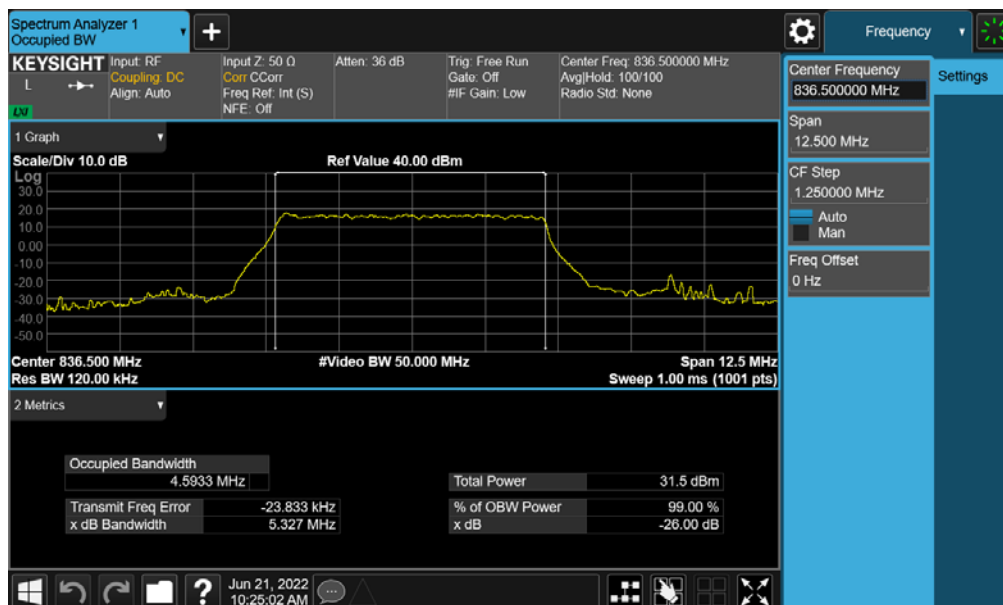 Spectrum Analyzer 1
Occupied BW
+
Frequency
KEYSIGHT Input: RF Input Z: 50 Ω Atten: 36 dB Trig: Free Run Center Freq: 836.500000 MHz
L Coupling: DC Corr CCorr Gate: Off Avg|Hold: 100/100
Align: Auto Freq Ref: Int (S) #IF Gain: Low Radio Std: None
LXI NFE: Off
Center Frequency
836.500000 MHz
Settings
Span
12.500 MHz
CF Step
1.250000 MHz
Auto
Man
Freq Offset
0 Hz
1 Graph
Scale/Div 10.0 dB Ref Value 40.00 dBm
Log
30.0
20.0
10.0
0.00
-10.0
-20.0
-30.0
-40.0
-50.0
Center 836.500 MHz #Video BW 50.000 MHz Span 12.5 MHz
Res BW 120.00 kHz Sweep 1.00 ms (1001 pts)
2 Metrics
Occupied Bandwidth
4.5933 MHz Total Power 31.5 dBm
Transmit Freq Error -23.833 kHz % of OBW Power 99.00 %
x dB Bandwidth 5.327 MHz x dB -26.00 dB
? Jun 21, 2022
10:25:02 AM